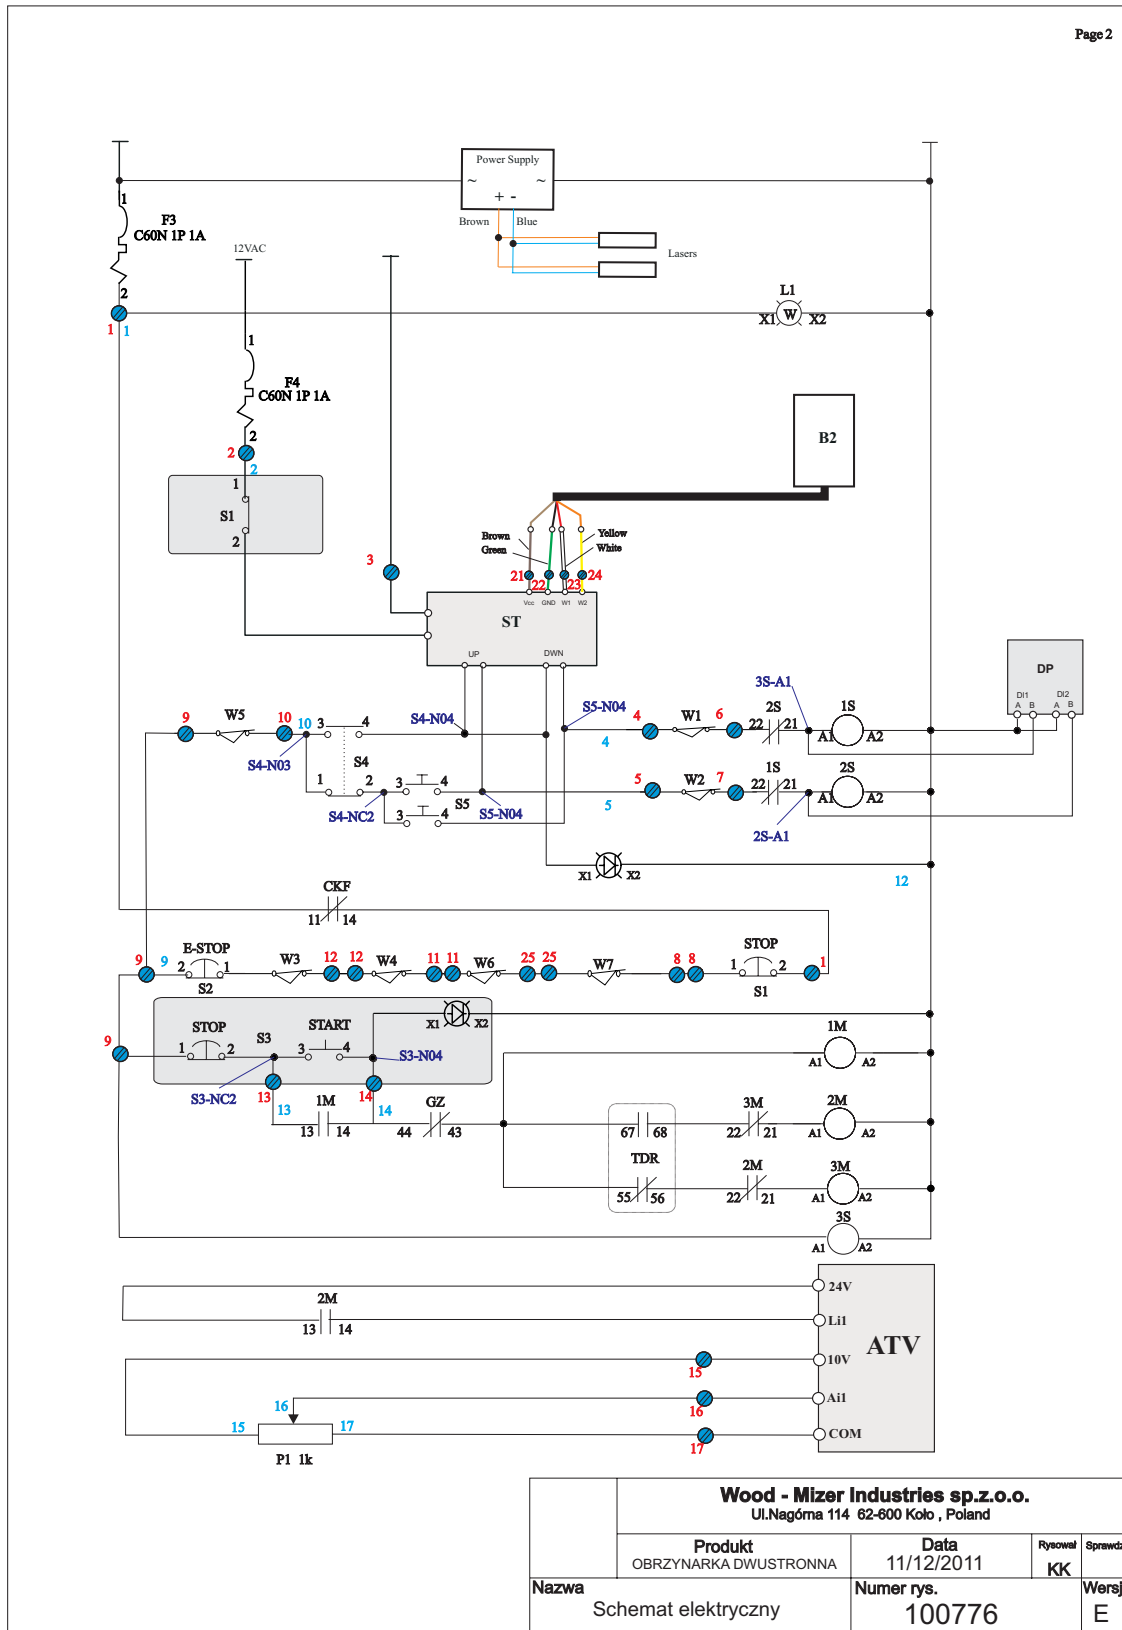 Page 2
Power Supply
~ ~
+ -
Brown Blue
Lasers
1
F3
C60N 1P 1A
2
1 1
12VAC
L1
X1 W X2
1
F4
C60N 1P 1A
2
2
2
1
S1
2
B2
Brown
Green
Yellow
White
3
21 22 23 24
Vcc GND W1 W2
ST
UP DWN
DP
DI1 DI2
A B A B
3S-A1
S4-N04
S5-N04
9 W5 10 10 3 4
4 W1 6 2S 1S
4 22 21 A1 A2
S4-N03
S4
1 2 3 4
S5
3 4
S4-NC2
S5-N04
5 W2 7 1S 2S
5 22 21 A1 A2
2S-A1
X1 X2
12
CKF
11 14
E-STOP
9 9 2 1
S2
W3 12 12 W4 11 11 W6 25 25 W7 8 8
STOP
1 2 1
S1
X1 X2
STOP
9 1 2
S3
START
3 4
S3-N04
S3-NC2
13 14
13 14
1M
13 14
GZ
44 43
1M
A1 A2
67 68
TDR
55 56
3M
22 21
2M
A1 A2
2M
22 21
3M
A1 A2
3S
A1 A2
24V
2M
13 14
Li1
ATV
10V
15
Ai1
16
16
COM
17
15 17
P1 1k
Wood - Mizer Industries sp.z.o.o.
Ul.Nagórna 114 62-600 Koło , Poland
Produkt
OBRZYNARKA DWUSTRONNA
Data
11/12/2011
Rysował
KK
Sprawdz
Nazwa
Schemat elektryczny
Numer rys.
100776
Wersj
E